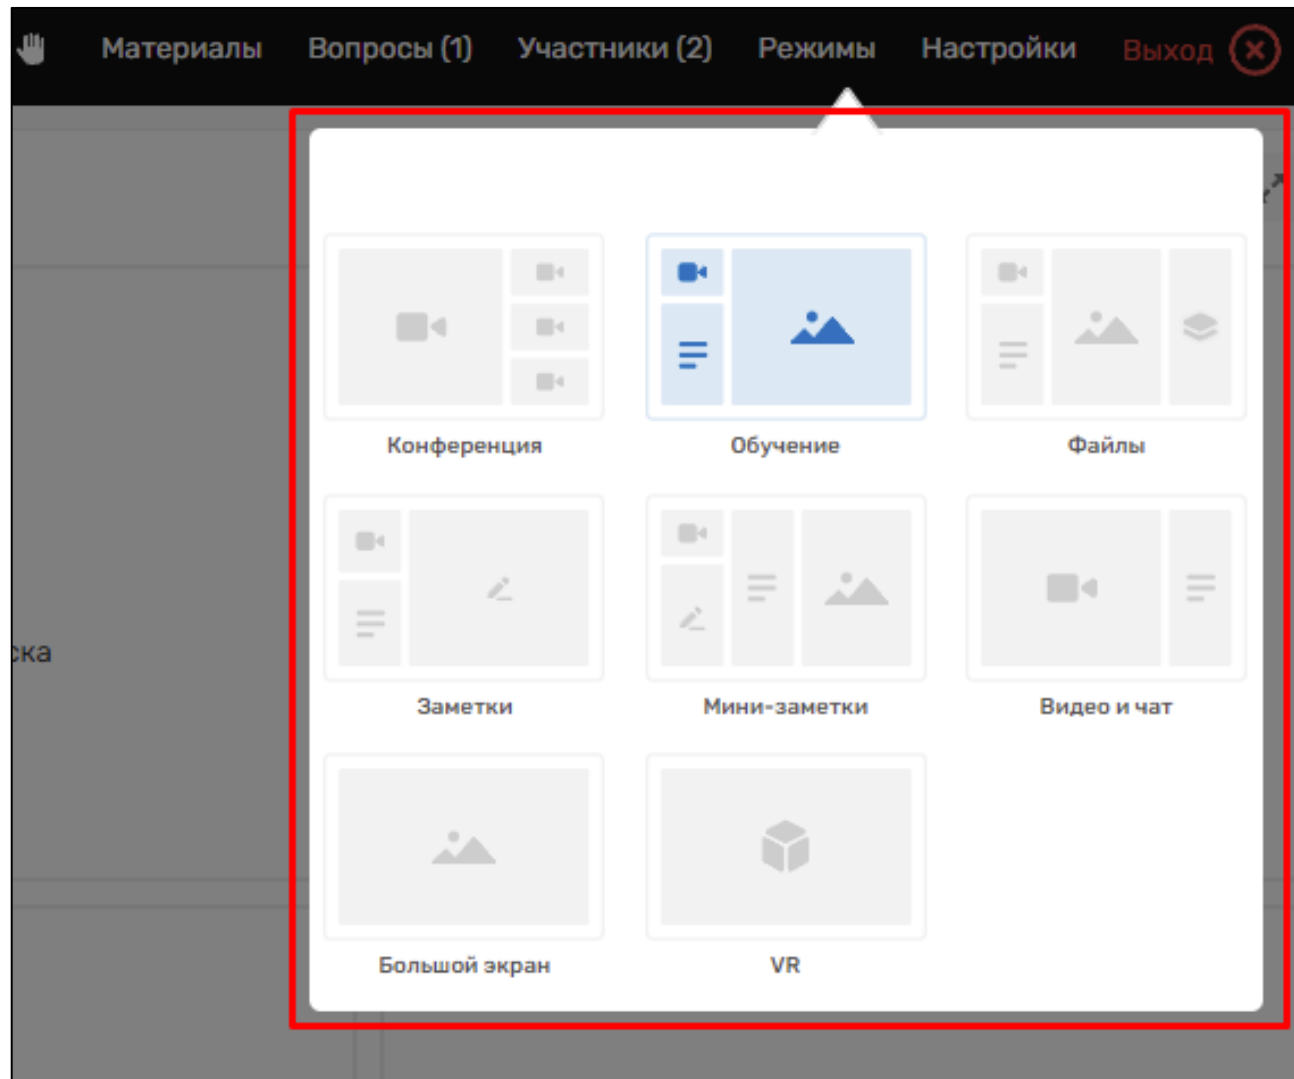 Материалы Вопросы (1) Участники (2) Режимы Настройки Выход
Конференция Обучение Файлы
Заметки Мини-заметки Видео и чат
Большой экран VR